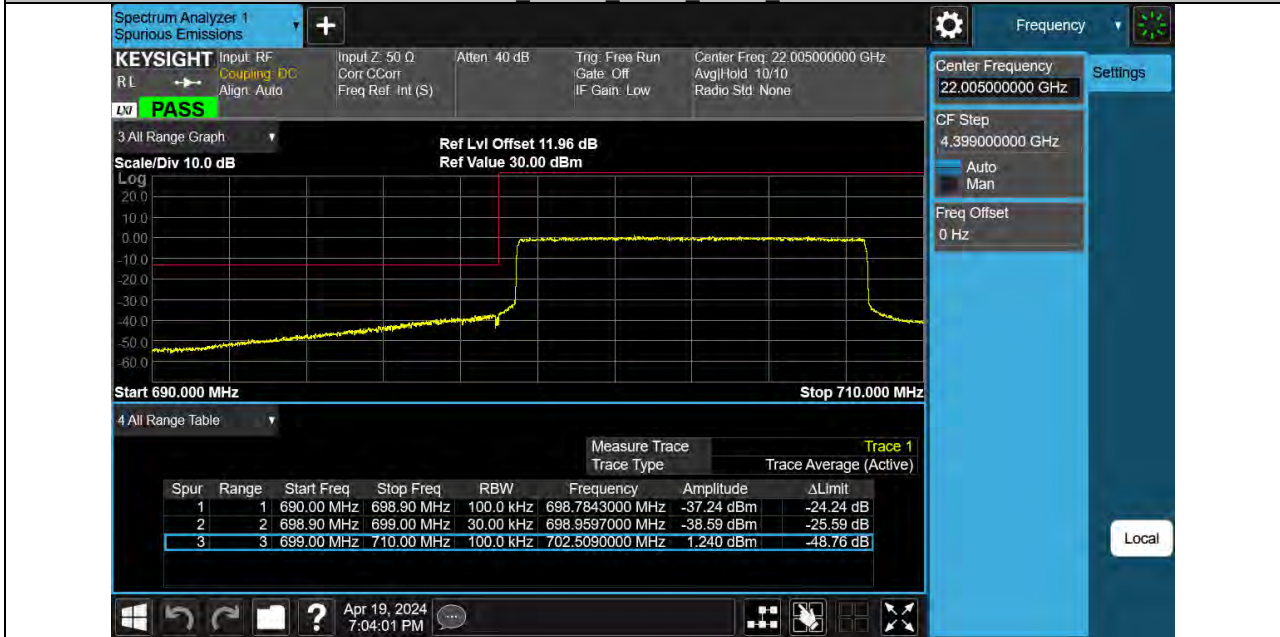 Spectrum Analyzer 1
Spurious Emissions
Frequency
KEYSIGHT
R L
LXI PASS
Input: RF
Coupling: DC
Align: Auto
Input Z: 50 Ω
Corr CCorr
Freq Ref: Int (S)
Atten: 40 dB
Trig: Free Run
Gate: Off
IF Gain: Low
Center Freq: 22.005000000 GHz
Avg|Hold: 10/10
Radio Std: None
Center Frequency
22.005000000 GHz
Settings
CF Step
4.399000000 GHz
Auto
Man
Freq Offset
0 Hz
3 All Range Graph
Scale/Div 10.0 dB
Ref Lvl Offset 11.96 dB
Ref Value 30.00 dBm
Log
20.0
10.0
0.00
-10.0
-20.0
-30.0
-40.0
-50.0
-60.0
Start 690.000 MHz Stop 710.000 MHz
4 All Range Table
Measure Trace Trace 1
Trace Type Trace Average (Active)
Spur Range Start Freq Stop Freq RBW Frequency Amplitude ΔLimit
1 1 690.00 MHz 698.90 MHz 100.0 kHz 698.7843000 MHz -37.24 dBm -24.24 dB
2 2 698.90 MHz 699.00 MHz 30.00 kHz 698.9597000 MHz -38.59 dBm -25.59 dB
3 3 699.00 MHz 710.00 MHz 100.0 kHz 702.5090000 MHz 1.240 dBm -48.76 dB
Local
Apr 19, 2024
7:04:01 PM